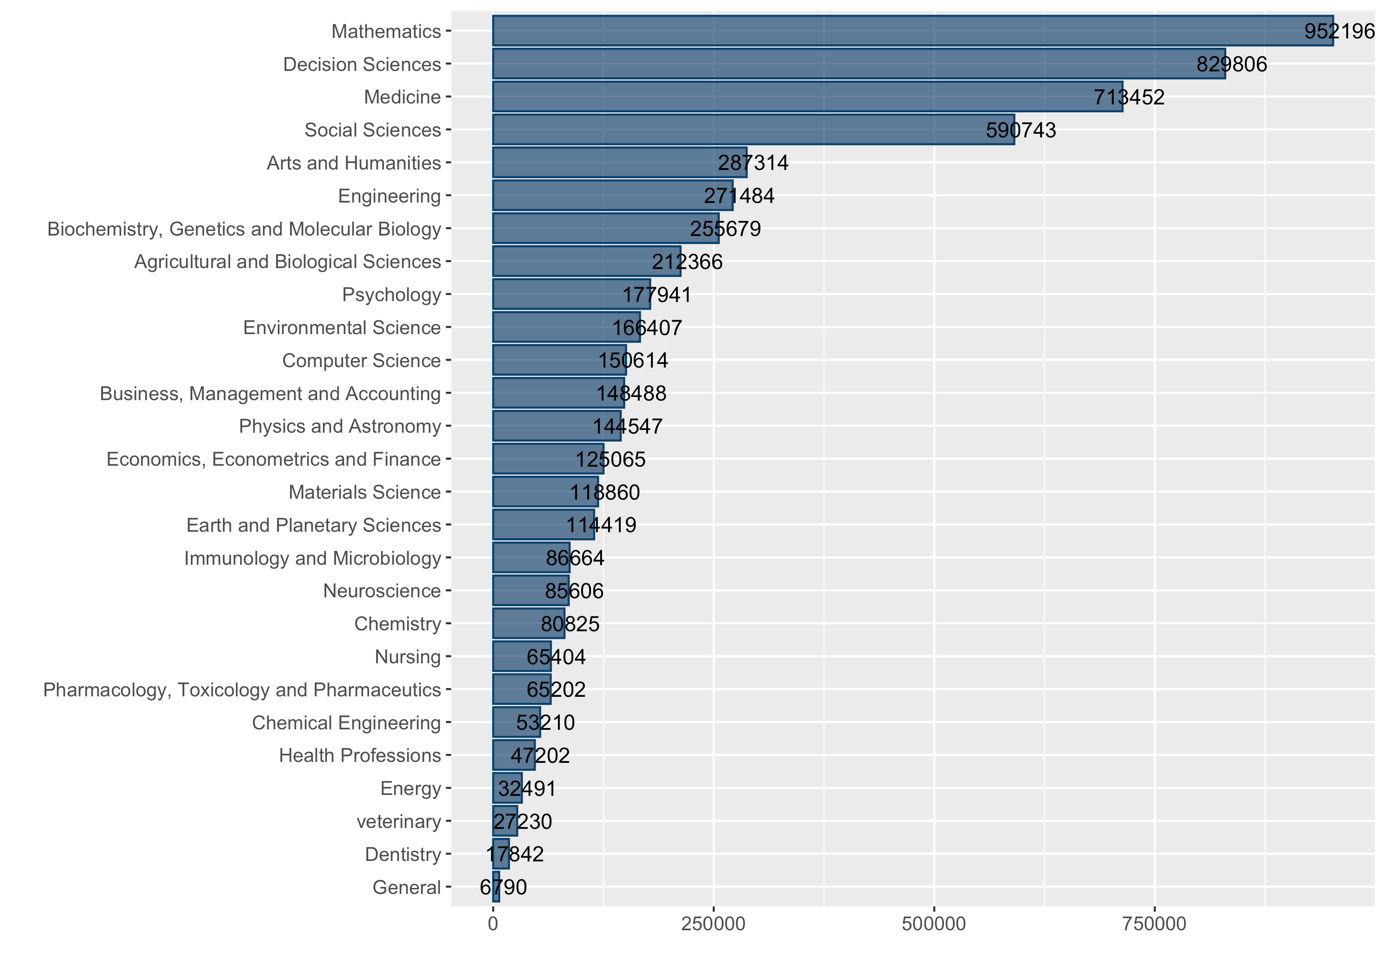 Mathematics 952196
Decision Sciences 829806
Medicine 713452
Social Sciences 590743
Arts and Humanities 287314
Engineering 271484
Biochemistry, Genetics and Molecular Biology 255679
Agricultural and Biological Sciences 212366
Psychology 177941
Environmental Science 166407
Computer Science 150614
Business, Management and Accounting 148488
Physics and Astronomy 144547
Economics, Econometrics and Finance 125065
Materials Science 118860
Earth and Planetary Sciences 114419
Immunology and Microbiology 86664
Neuroscience 85606
Chemistry 80825
Nursing 65404
Pharmacology, Toxicology and Pharmaceutics 65202
Chemical Engineering 53210
Health Professions 47202
Energy 32491
veterinary 27230
Dentistry 17842
General 6790
0 250000 500000 750000